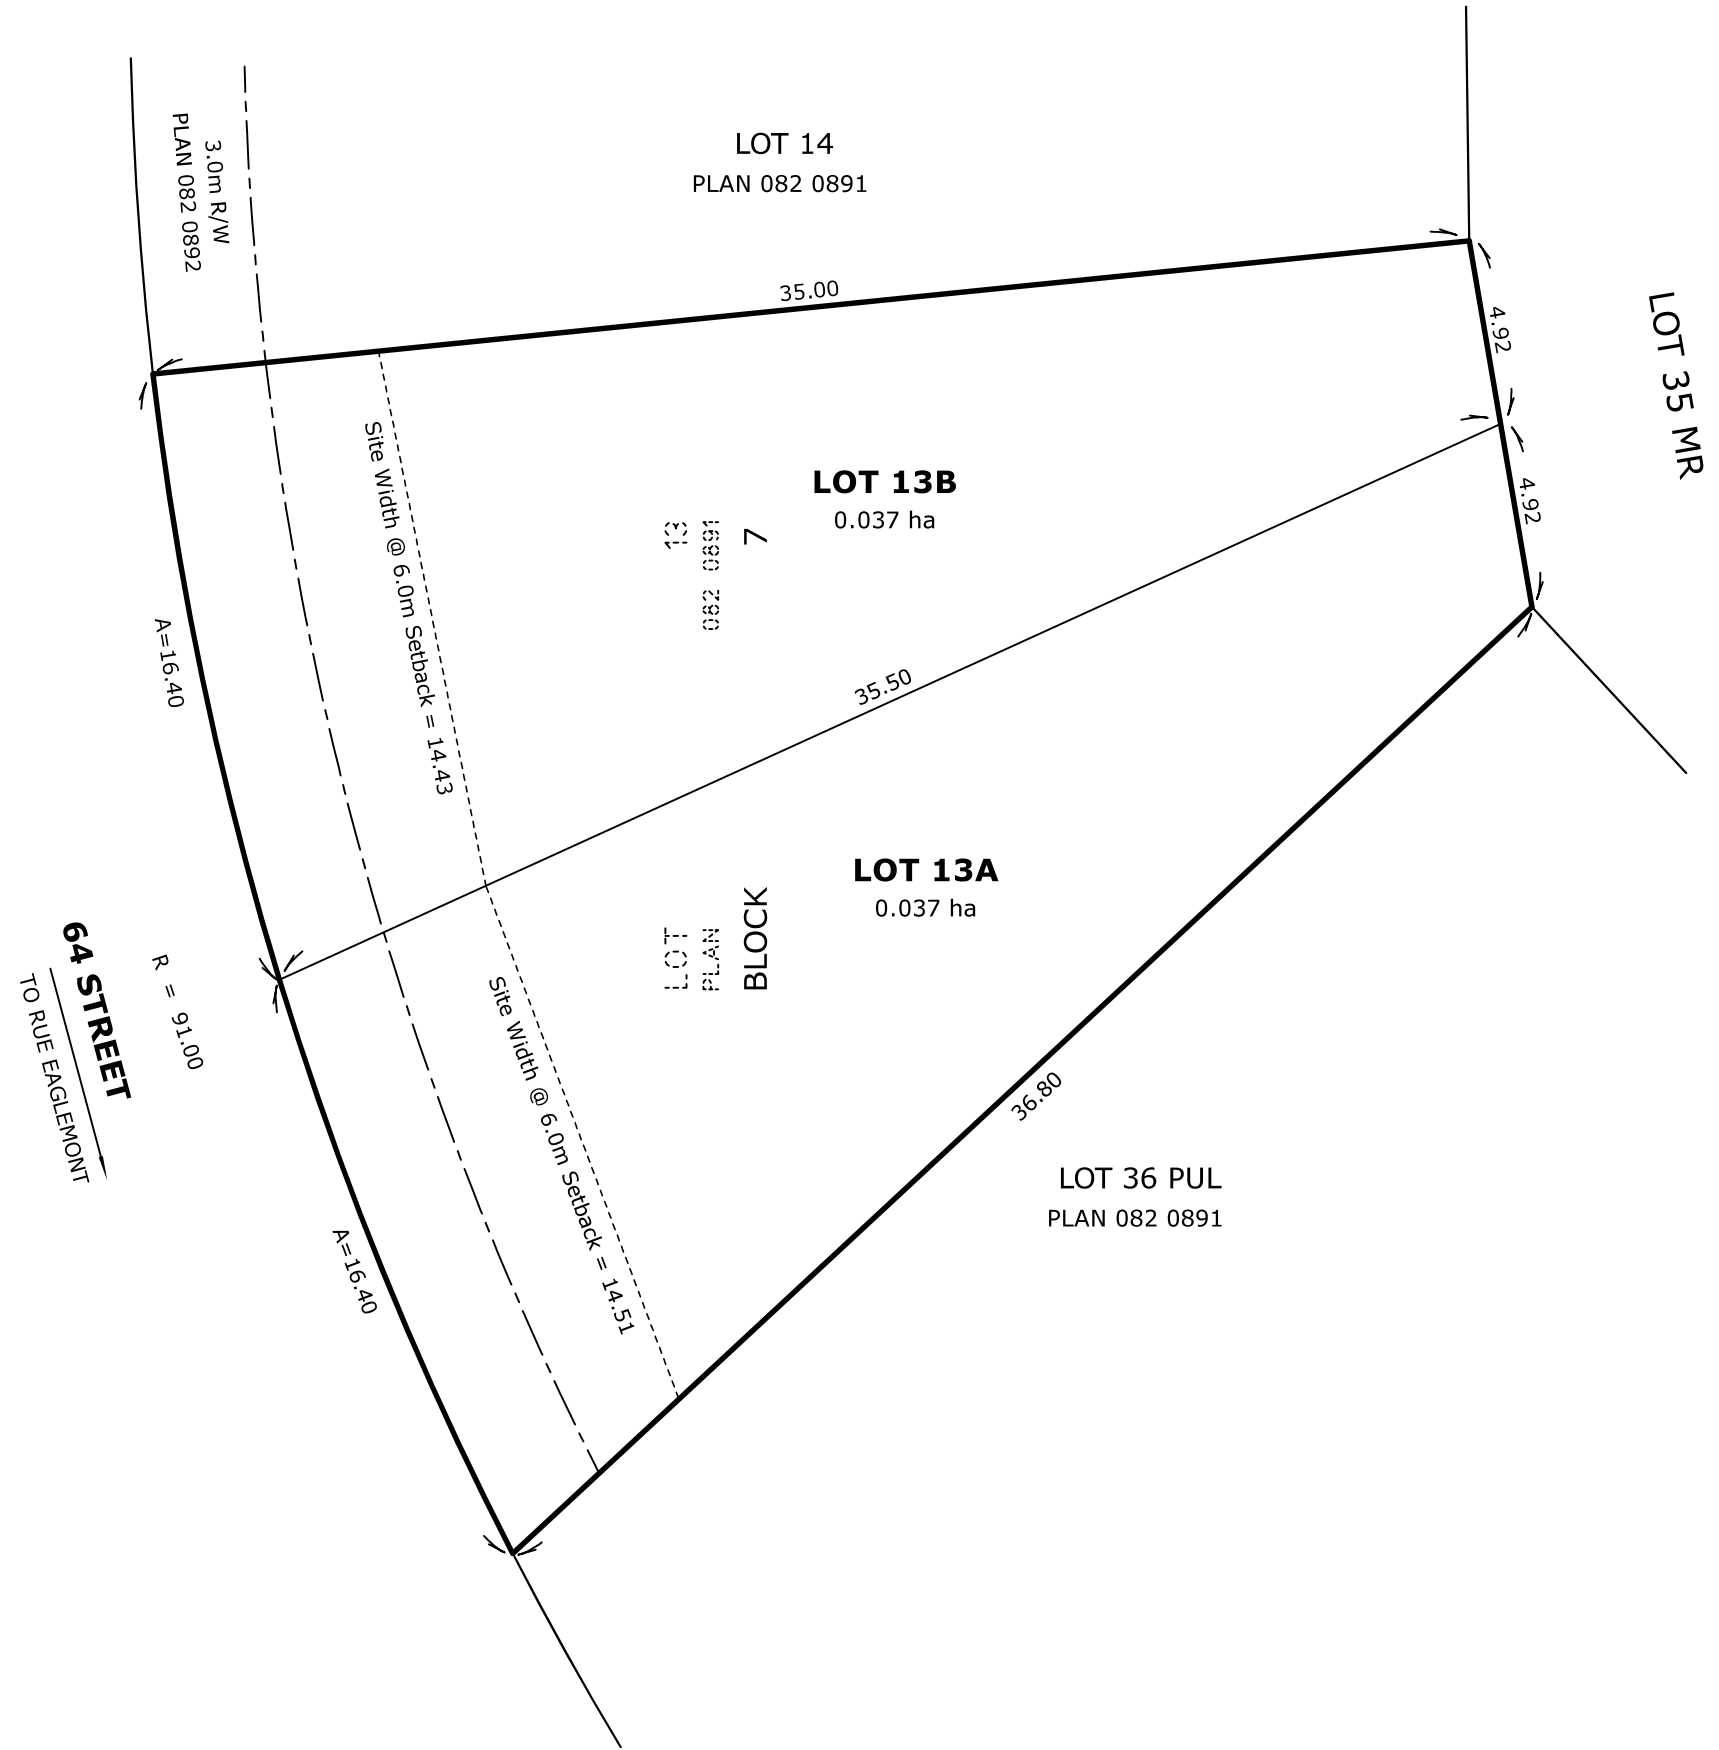 LOT 14
PLAN 082 0891
3.0m R/W
PLAN 082 0892
35.00
4.92
LOT 35 MR
4.92
Site Width @ 6.0m Setback = 14.43
LOT 13B
0.037 ha
LOT 13
PLAN 082 0891
BLOCK 7
A=16.40
35.50
LOT 13A
0.037 ha
64 STREET
TO RUE EAGLEMONT
R = 91.00
Site Width @ 6.0m Setback = 14.51
36.80
A=16.40
LOT 36 PUL
PLAN 082 0891